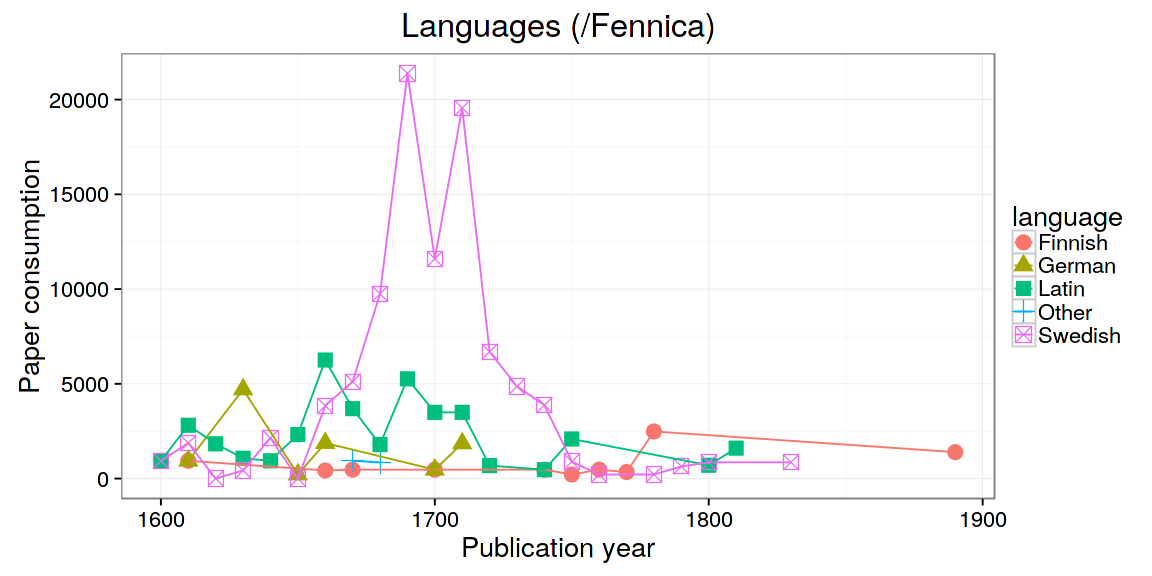 Languages (/Fennica)
Paper consumption
20000
15000
10000
5000
0
1600
1700
1800
1900
Publication year
language
Finnish
German
Latin
Other
Swedish